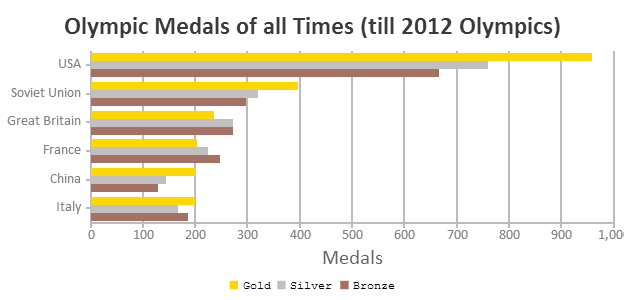 Olympic Medals of all Times (till 2012 Olympics)
USA
Soviet Union
Great Britain
France
China
Italy
0 100 200 300 400 500 600 700 800 900 1,0
Medals
Gold Silver Bronze